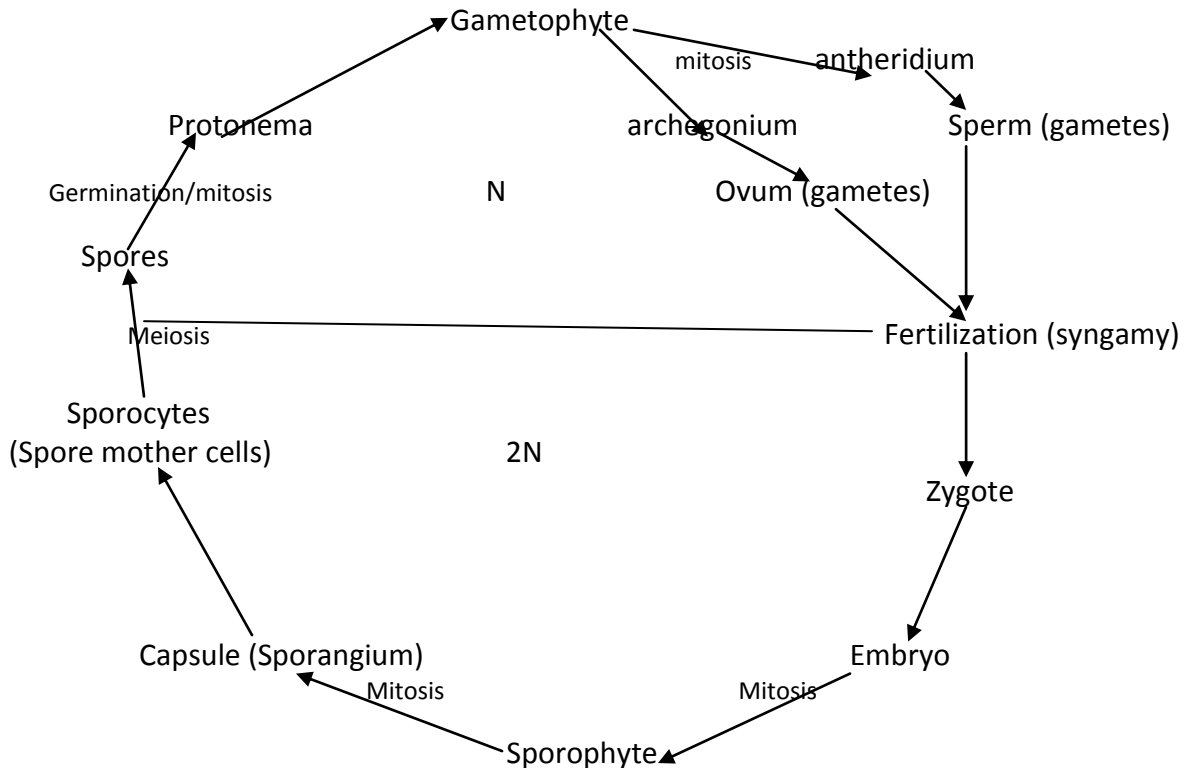 Gametophyte
mitosis
antheridium
Protonema
archegonium
Sperm (gametes)
Germination/mitosis
N
Ovum (gametes)
Spores
Meiosis
Fertilization (syngamy)
Sporocytes
(Spore mother cells)
2N
Zygote
Capsule (Sporangium)
Embryo
Mitosis
Mitosis
Sporophyte